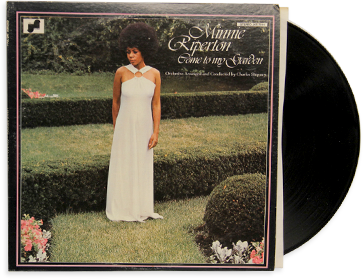 Minnie
Riperton
Come to my Garden
Orchestra Arranged and Conducted by Charles Stepney